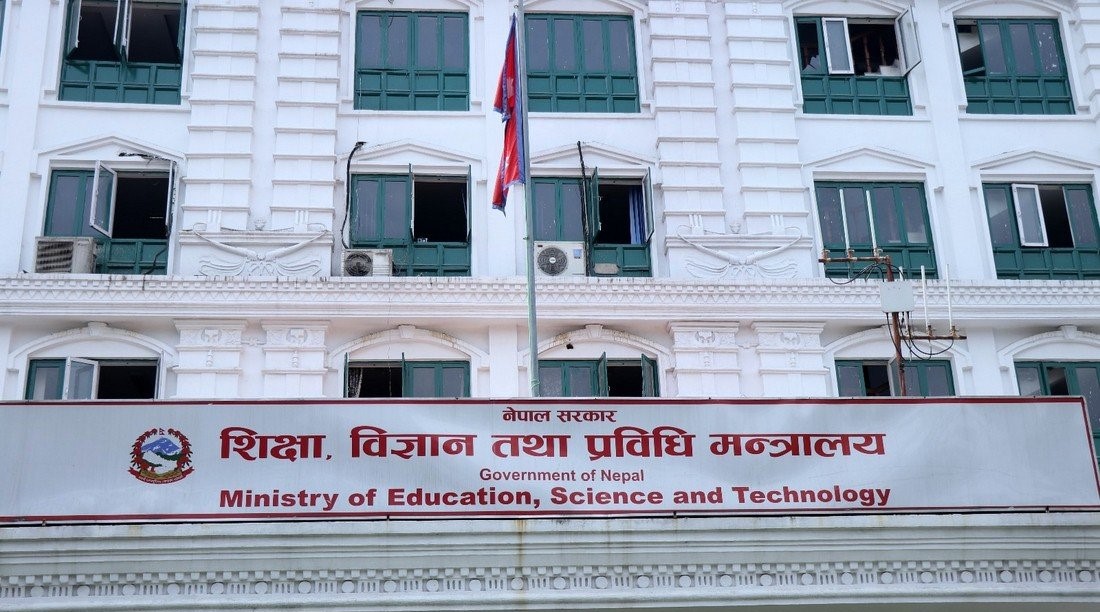 नेपाल सरकार
शिक्षा, विज्ञान तथा प्रविधि मन्त्रालय
Government of Nepal
Ministry of Education, Science and Technology